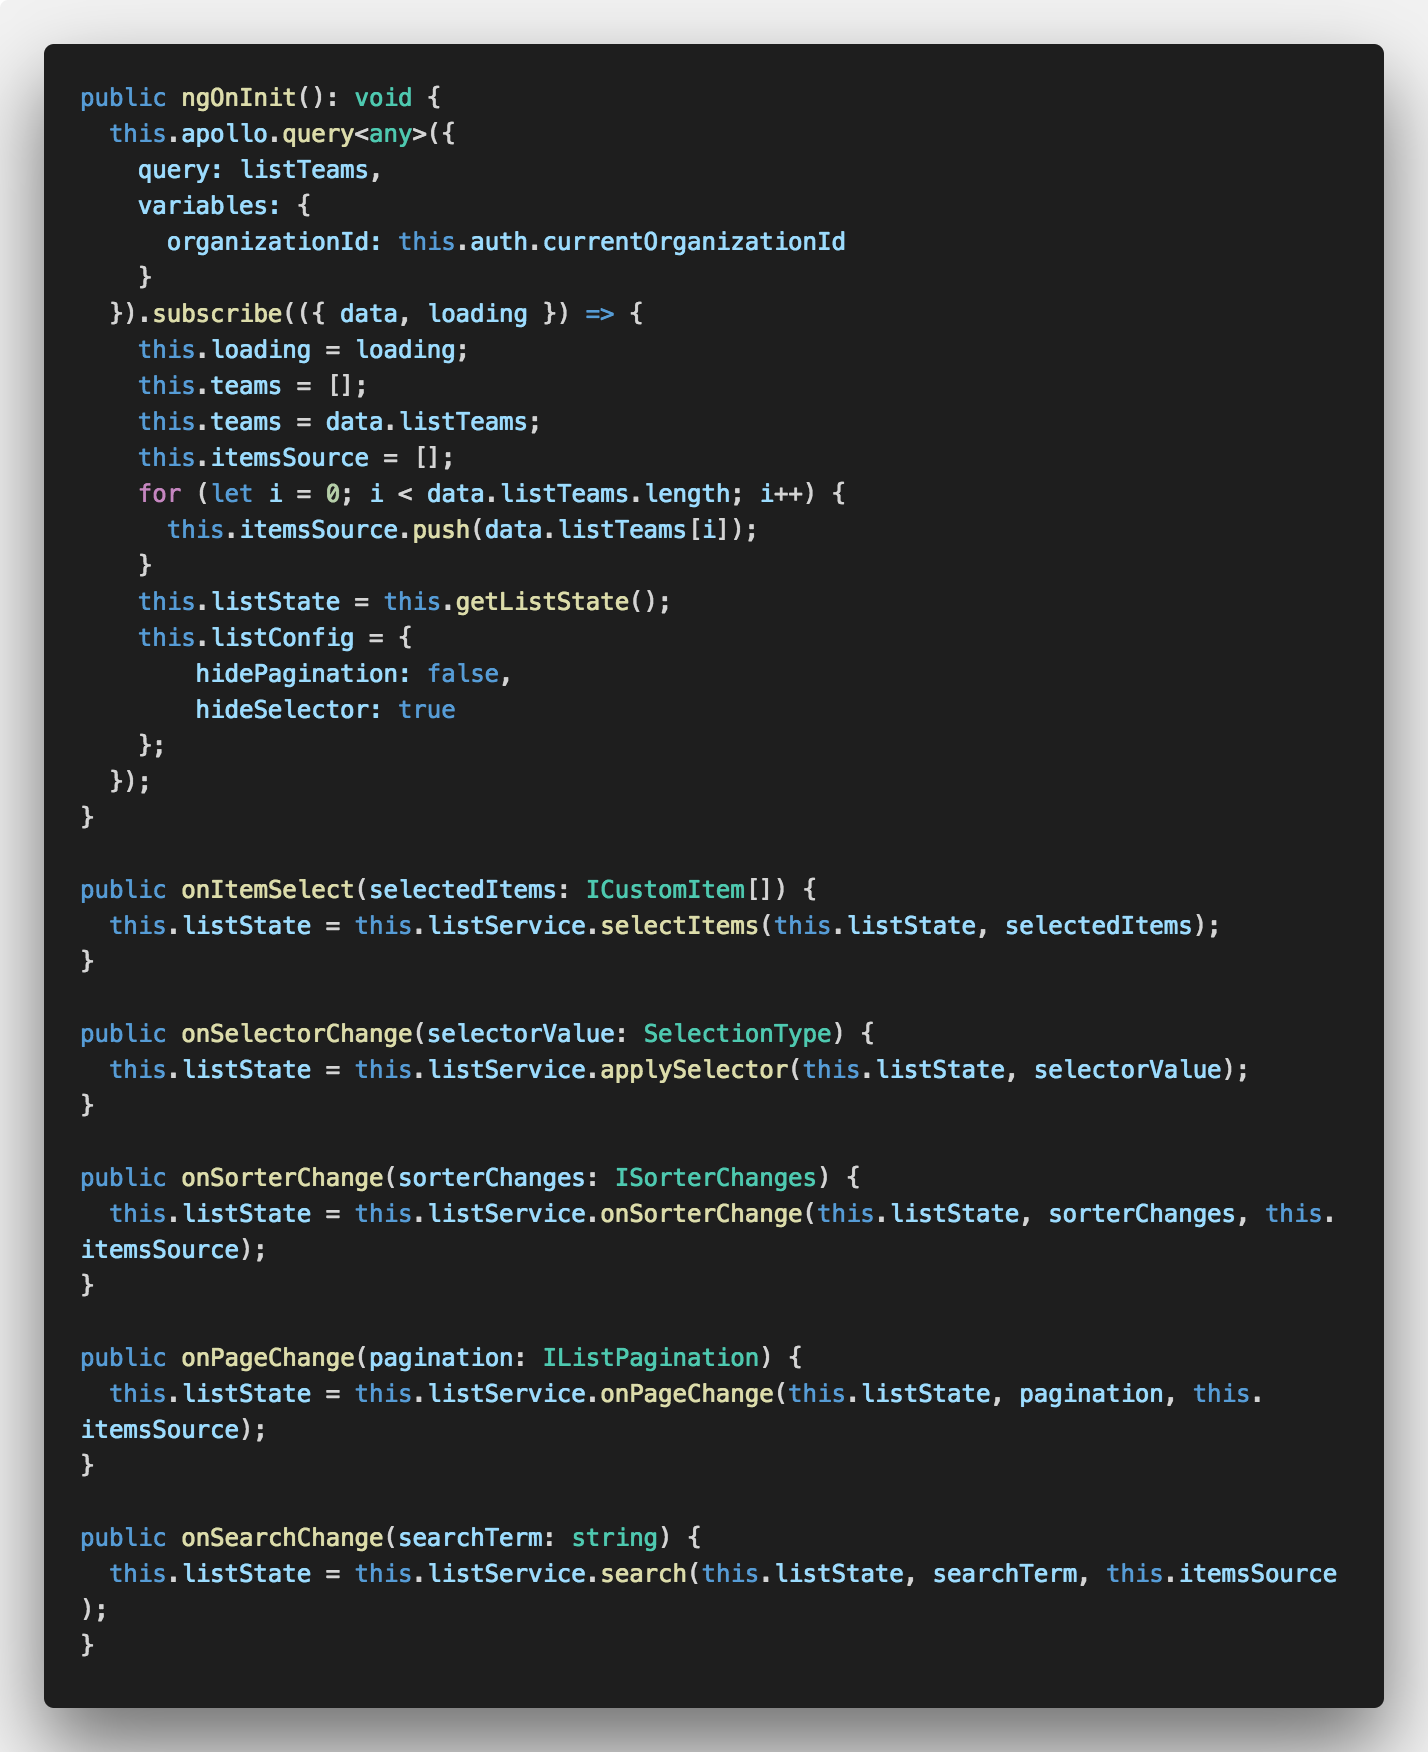 public ngOnInit(): void {
  this.apollo.query<any>({
    query: listTeams,
    variables: {
      organizationId: this.auth.currentOrganizationId
    }
  }).subscribe(({ data, loading }) => {
    this.loading = loading;
    this.teams = [];
    this.teams = data.listTeams;
    this.itemsSource = [];
    for (let i = 0; i < data.listTeams.length; i++) {
      this.itemsSource.push(data.listTeams[i]);
    }
    this.listState = this.getListState();
    this.listConfig = {
        hidePagination: false,
        hideSelector: true
    };
  });
}

public onItemSelect(selectedItems: ICustomItem[]) {
  this.listState = this.listService.selectItems(this.listState, selectedItems);
}

public onSelectorChange(selectorValue: SelectionType) {
  this.listState = this.listService.applySelector(this.listState, selectorValue);
}

public onSorterChange(sorterChanges: ISorterChanges) {
  this.listState = this.listService.onSorterChange(this.listState, sorterChanges, this.
itemsSource);
}

public onPageChange(pagination: IListPagination) {
  this.listState = this.listService.onPageChange(this.listState, pagination, this.
itemsSource);
}

public onSearchChange(searchTerm: string) {
  this.listState = this.listService.search(this.listState, searchTerm, this.itemsSource
);
}